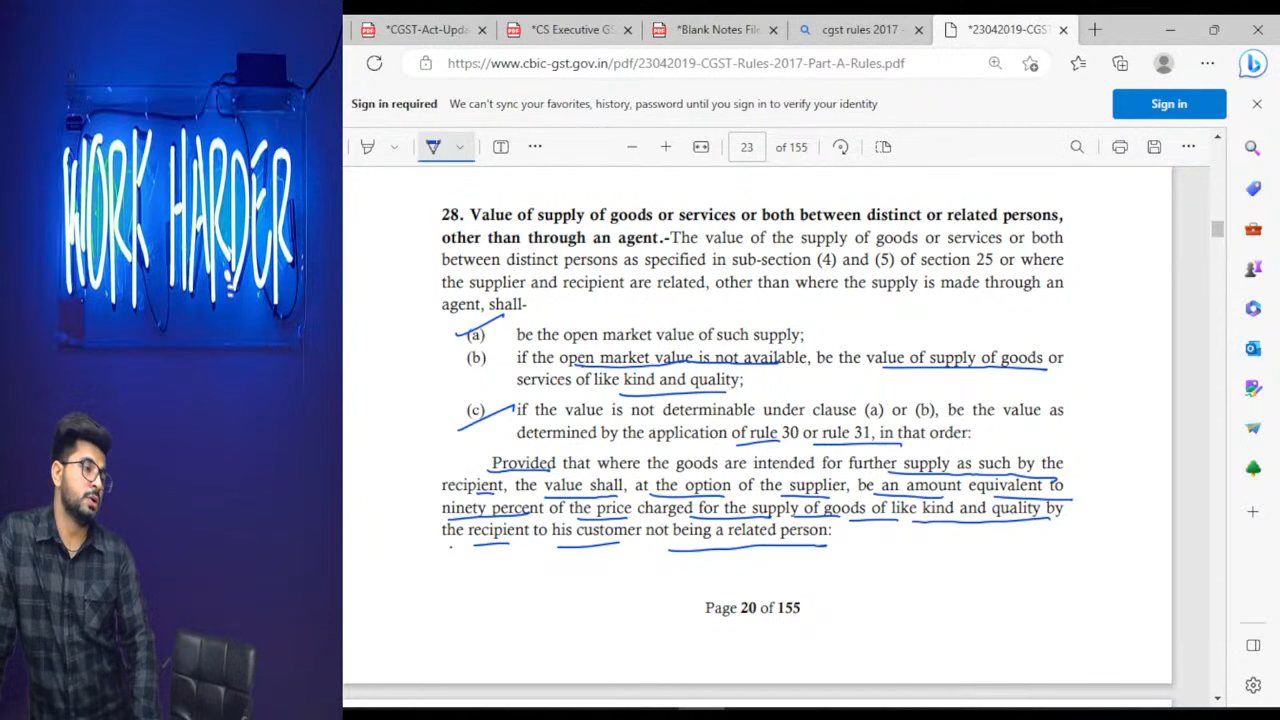 WORK HARDER
*CGST-Act-Upda
*CS Executive GS
*Blank Notes File
cgst rules 2017
*23042019-CGST
https://www.cbic-gst.gov.in/pdf/23042019-CGST-Rules-2017-Part-A-Rules.pdf
Sign in required We can't sync your favorites, history, password until you sign in to verify your identity
Sign in
23 of 155
28. Value of supply of goods or services or both between distinct or related persons,
other than through an agent.-The value of the supply of goods or services or both
between distinct persons as specified in sub-section (4) and (5) of section 25 or where
the supplier and recipient are related, other than where the supply is made through an
agent, shall-
(a) be the open market value of such supply;
(b) if the open market value is not available, be the value of supply of goods or
services of like kind and quality;
(c) if the value is not determinable under clause (a) or (b), be the value as
determined by the application of rule 30 or rule 31, in that order:
Provided that where the goods are intended for further supply as such by the
recipient, the value shall, at the option of the supplier, be an amount equivalent to
ninety percent of the price charged for the supply of goods of like kind and quality by
the recipient to his customer not being a related person:
Page 20 of 155